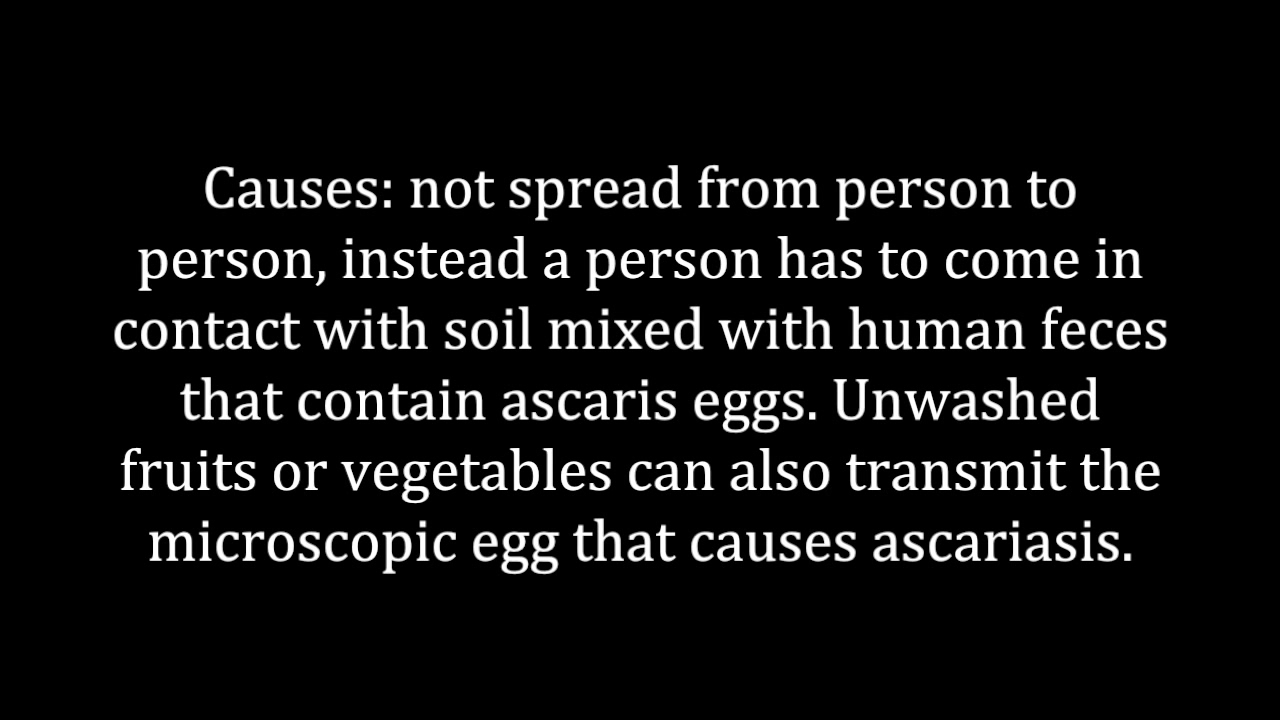 Causes: not spread from person to
person, instead a person has to come in
contact with soil mixed with human feces
that contain ascaris eggs. Unwashed
fruits or vegetables can also transmit the
microscopic egg that causes ascariasis.